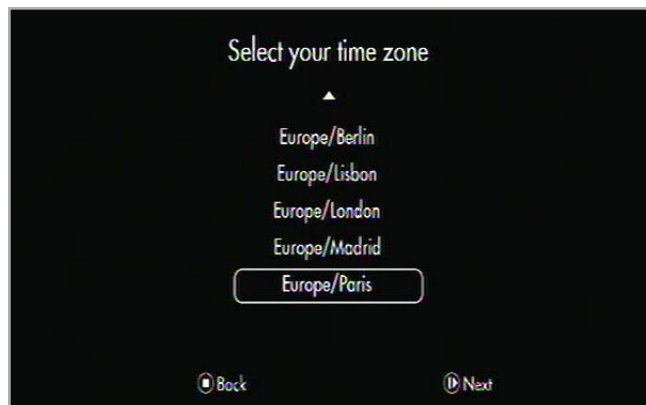 Select your time zone
Europe/Berlin
Europe/Lisbon
Europe/London
Europe/Madrid
Europe/Paris
Back
Next